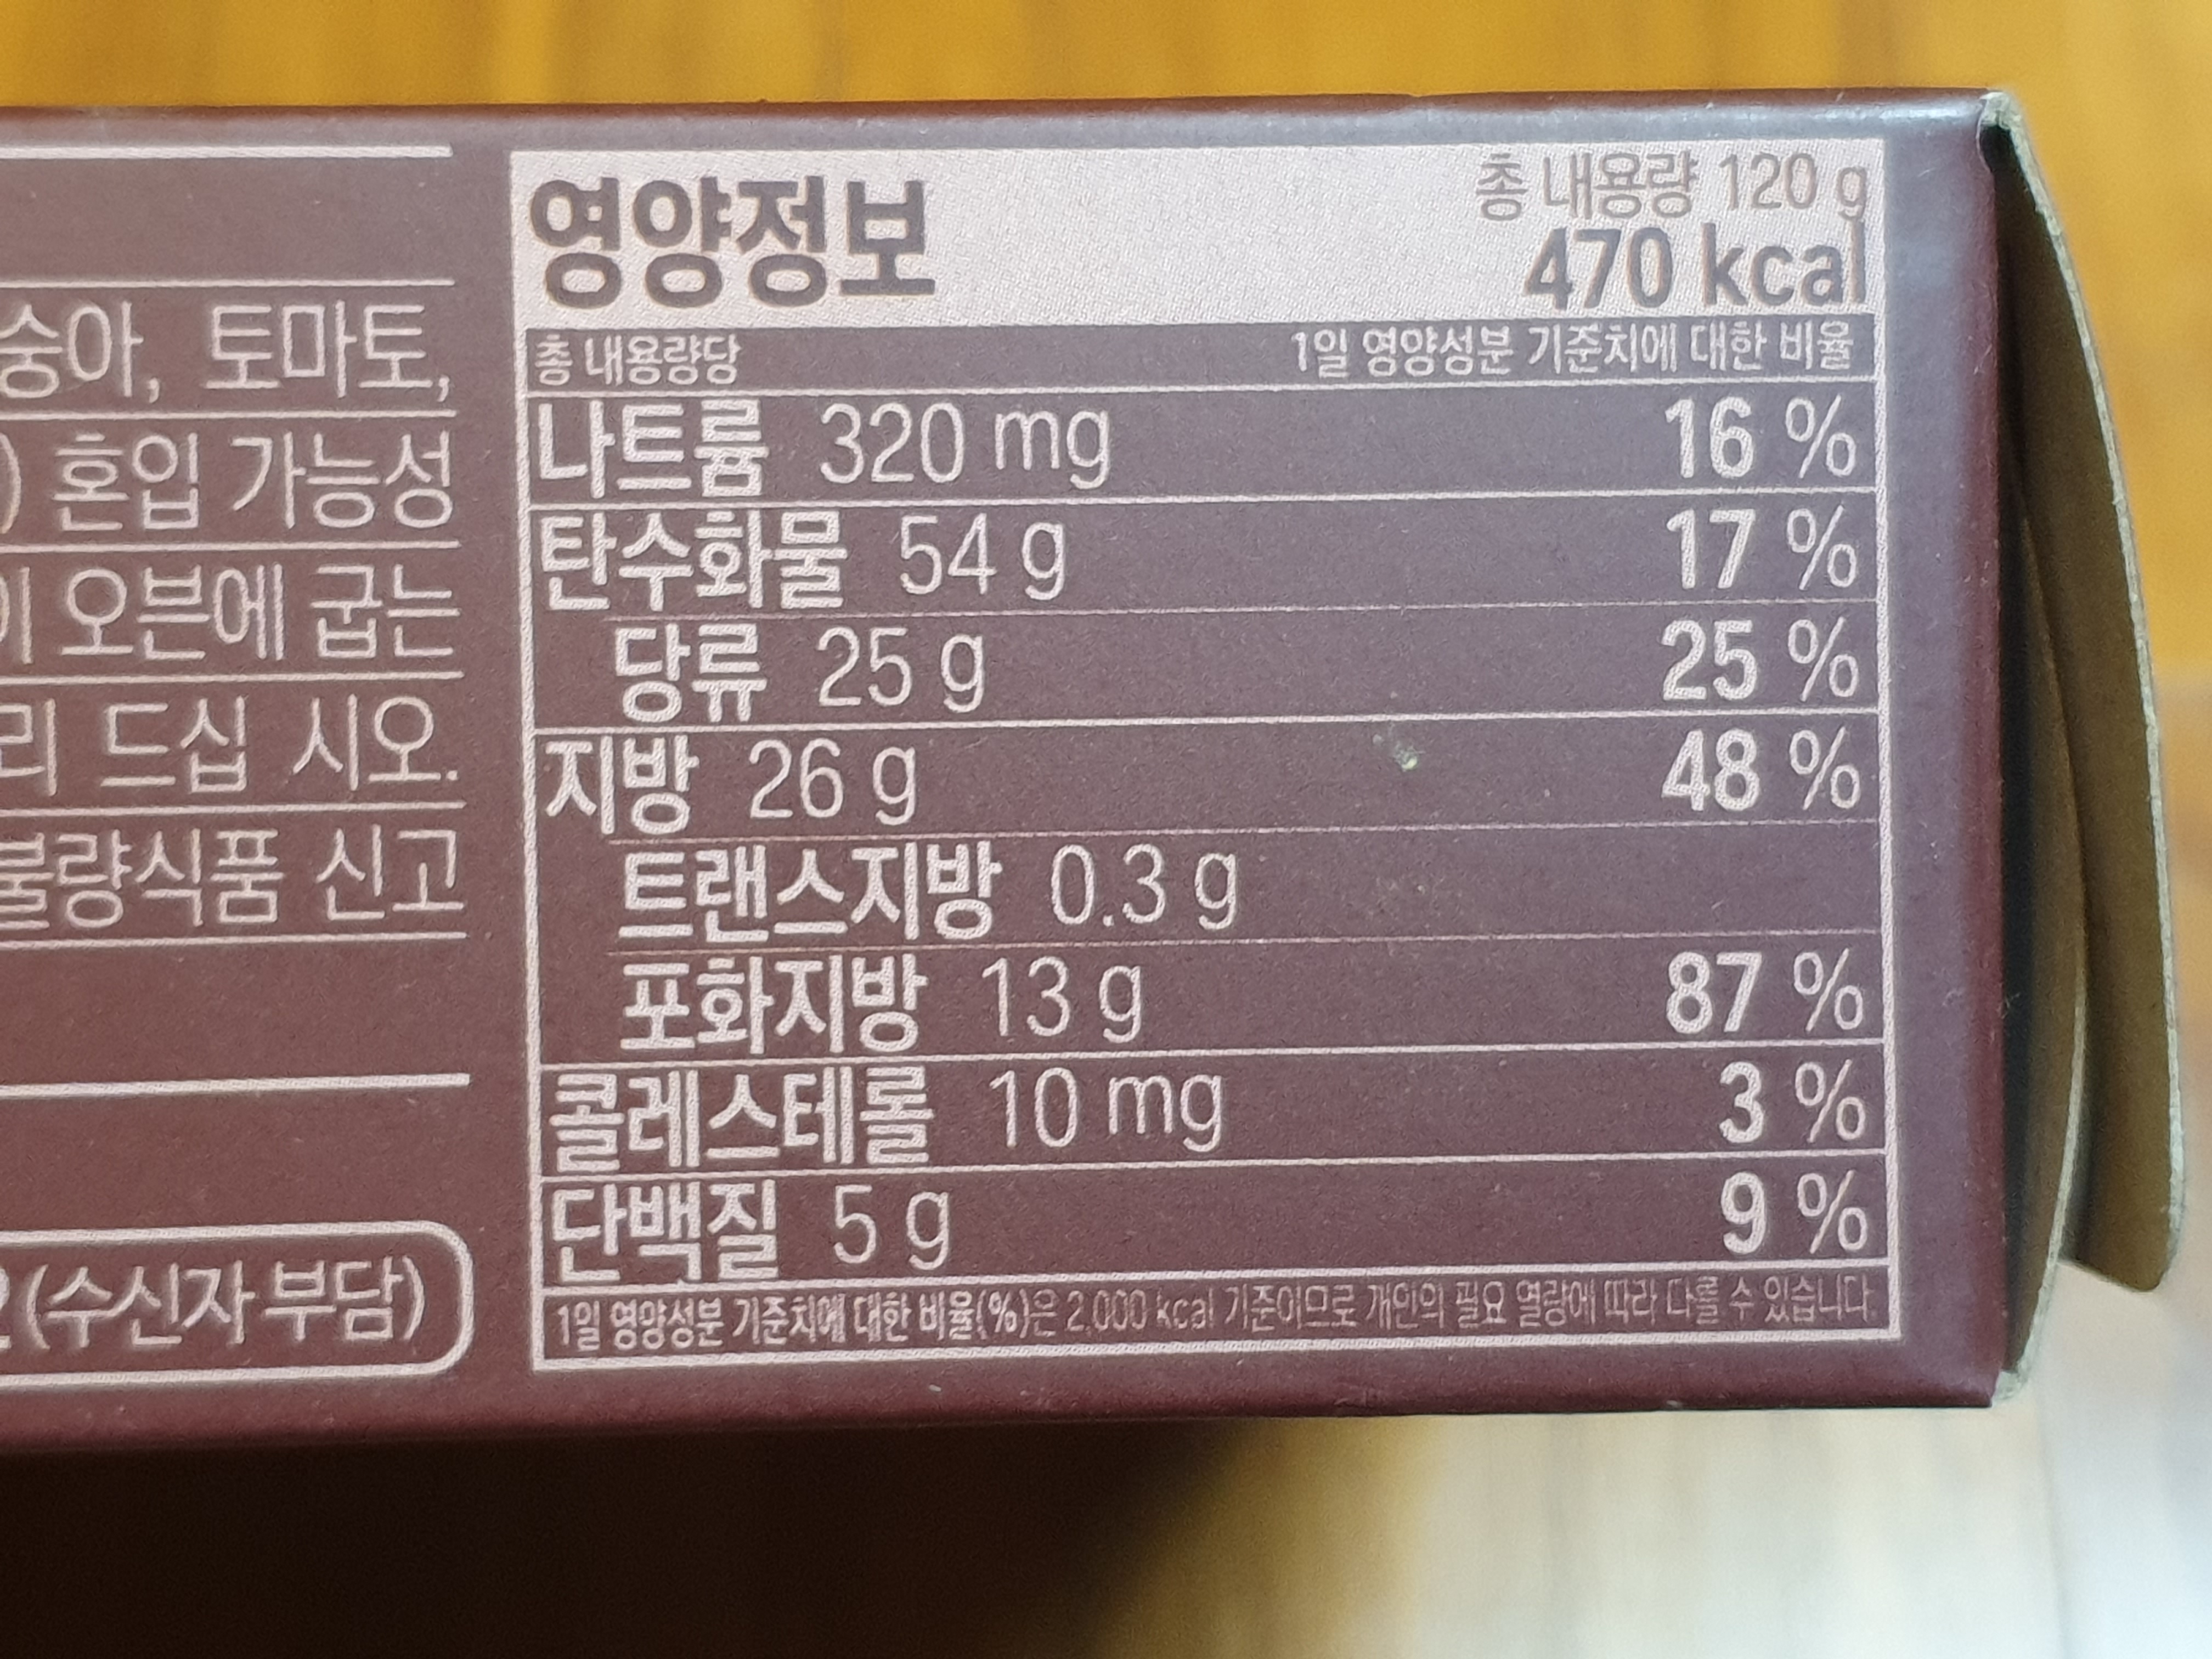 숭아, 토마토,
) 혼입 가능성
이 오븐에 굽는
리 드십 시오.
불량식품 신고
2(수신자 부담)
영양정보
총 내용량 120 g
470 kcal
총 내용량당 1일 영양성분 기준치에 대한 비율
나트륨 320 mg 16 %
탄수화물 54 g 17 %
당류 25 g 25 %
지방 26 g 48 %
트랜스지방 0.3 g
포화지방 13 g 87 %
콜레스테롤 10 mg 3 %
단백질 5 g 9 %
1일 영양성분 기준치에 대한 비율(%)은 2,000 kcal 기준이므로 개인의 필요 열량에 따라 다를 수 있습니다.